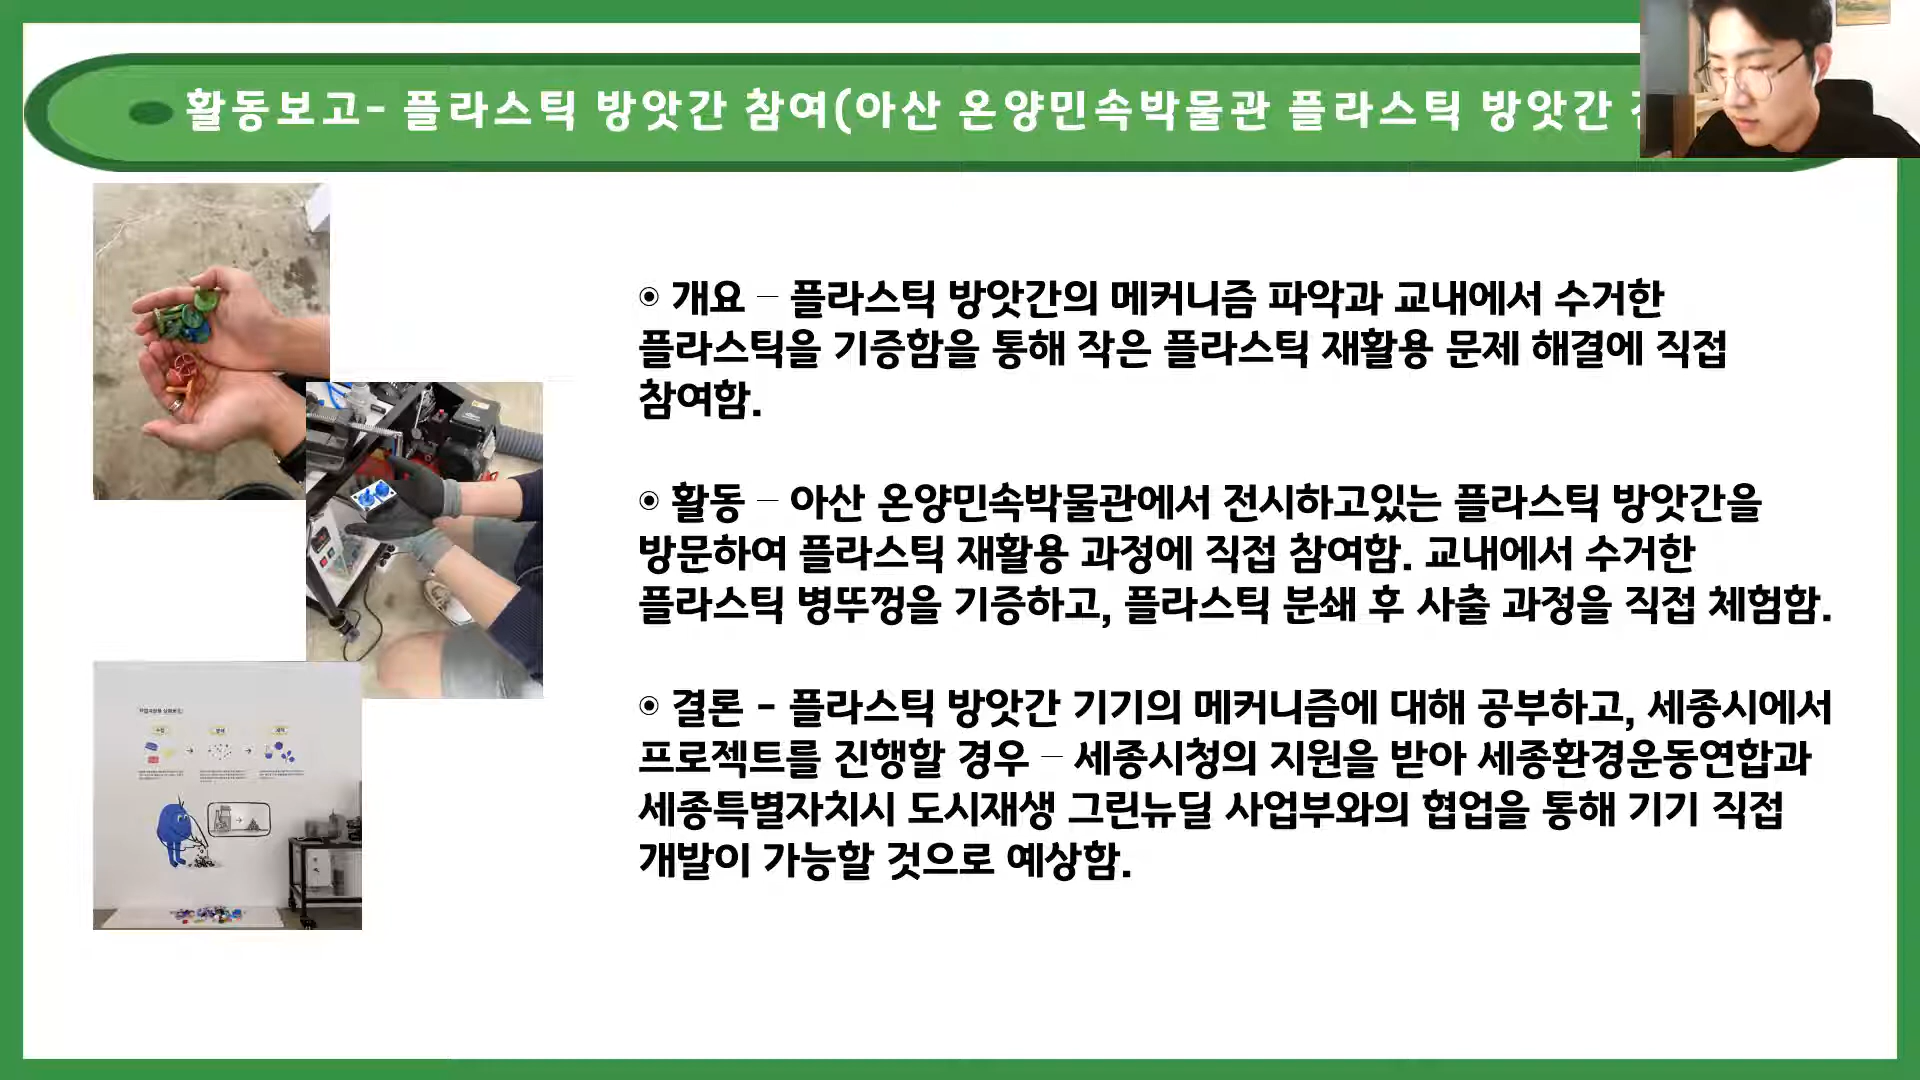 활동보고- 플라스틱 방앗간 참여(아산 온양민속박물관 플라스틱 방앗간
◉ 개요 – 플라스틱 방앗간의 메커니즘 파악과 교내에서 수거한
플라스틱을 기증함을 통해 작은 플라스틱 재활용 문제 해결에 직접
참여함.
◉ 활동 – 아산 온양민속박물관에서 전시하고있는 플라스틱 방앗간을
방문하여 플라스틱 재활용 과정에 직접 참여함. 교내에서 수거한
플라스틱 병뚜껑을 기증하고, 플라스틱 분쇄 후 사출 과정을 직접 체험함.
◉ 결론 - 플라스틱 방앗간 기기의 메커니즘에 대해 공부하고, 세종시에서
프로젝트를 진행할 경우 – 세종시청의 지원을 받아 세종환경운동연합과
세종특별자치시 도시재생 그린뉴딜 사업부와의 협업을 통해 기기 직접
개발이 가능할 것으로 예상함.